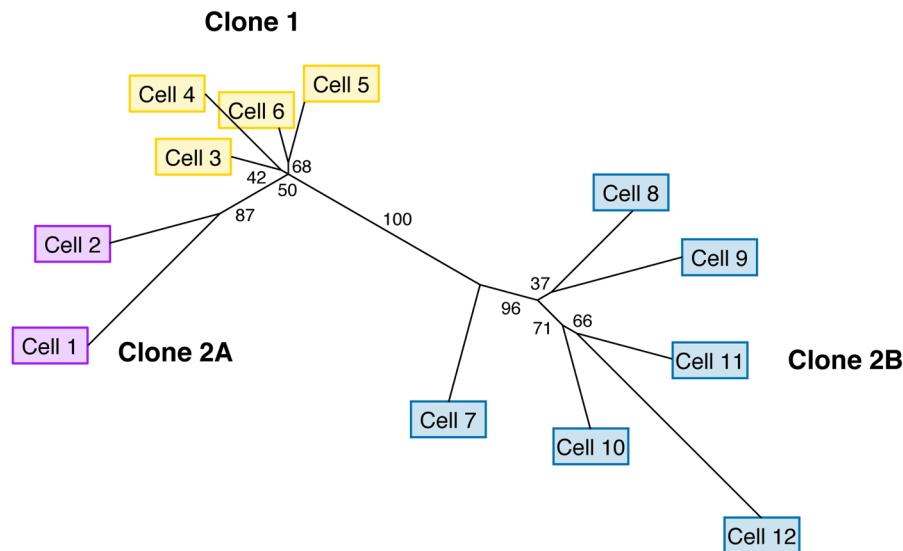 Clone 1
Cell 5
Cell 4
Cell 6
Cell 3
68
42
50
Cell 8
87
100
Cell 2
Cell 9
37
96
66
71
Cell 1
Clone 2A
Cell 11
Clone 2B
Cell 7
Cell 10
Cell 12